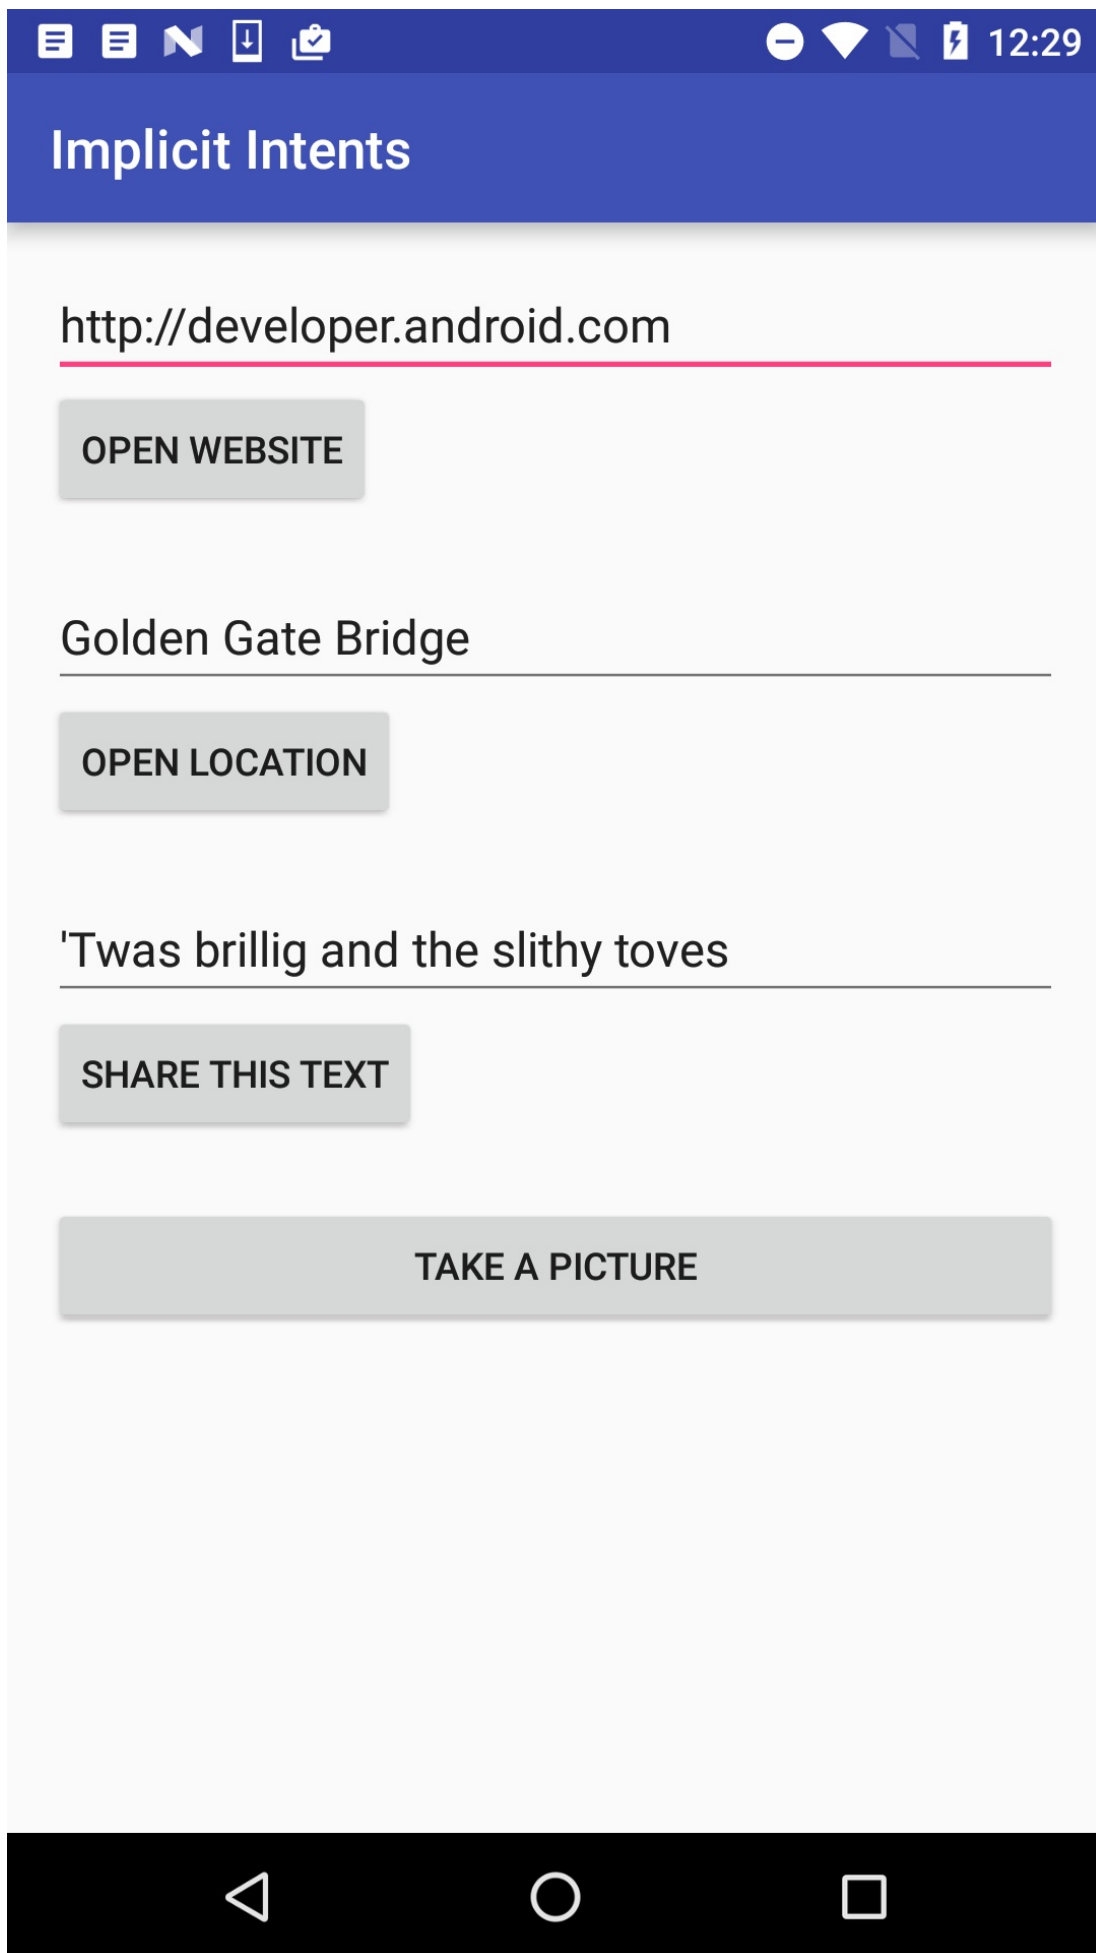 12:29
Implicit Intents
http://developer.android.com
OPEN WEBSITE
Golden Gate Bridge
OPEN LOCATION
'Twas brillig and the slithy toves
SHARE THIS TEXT
TAKE A PICTURE